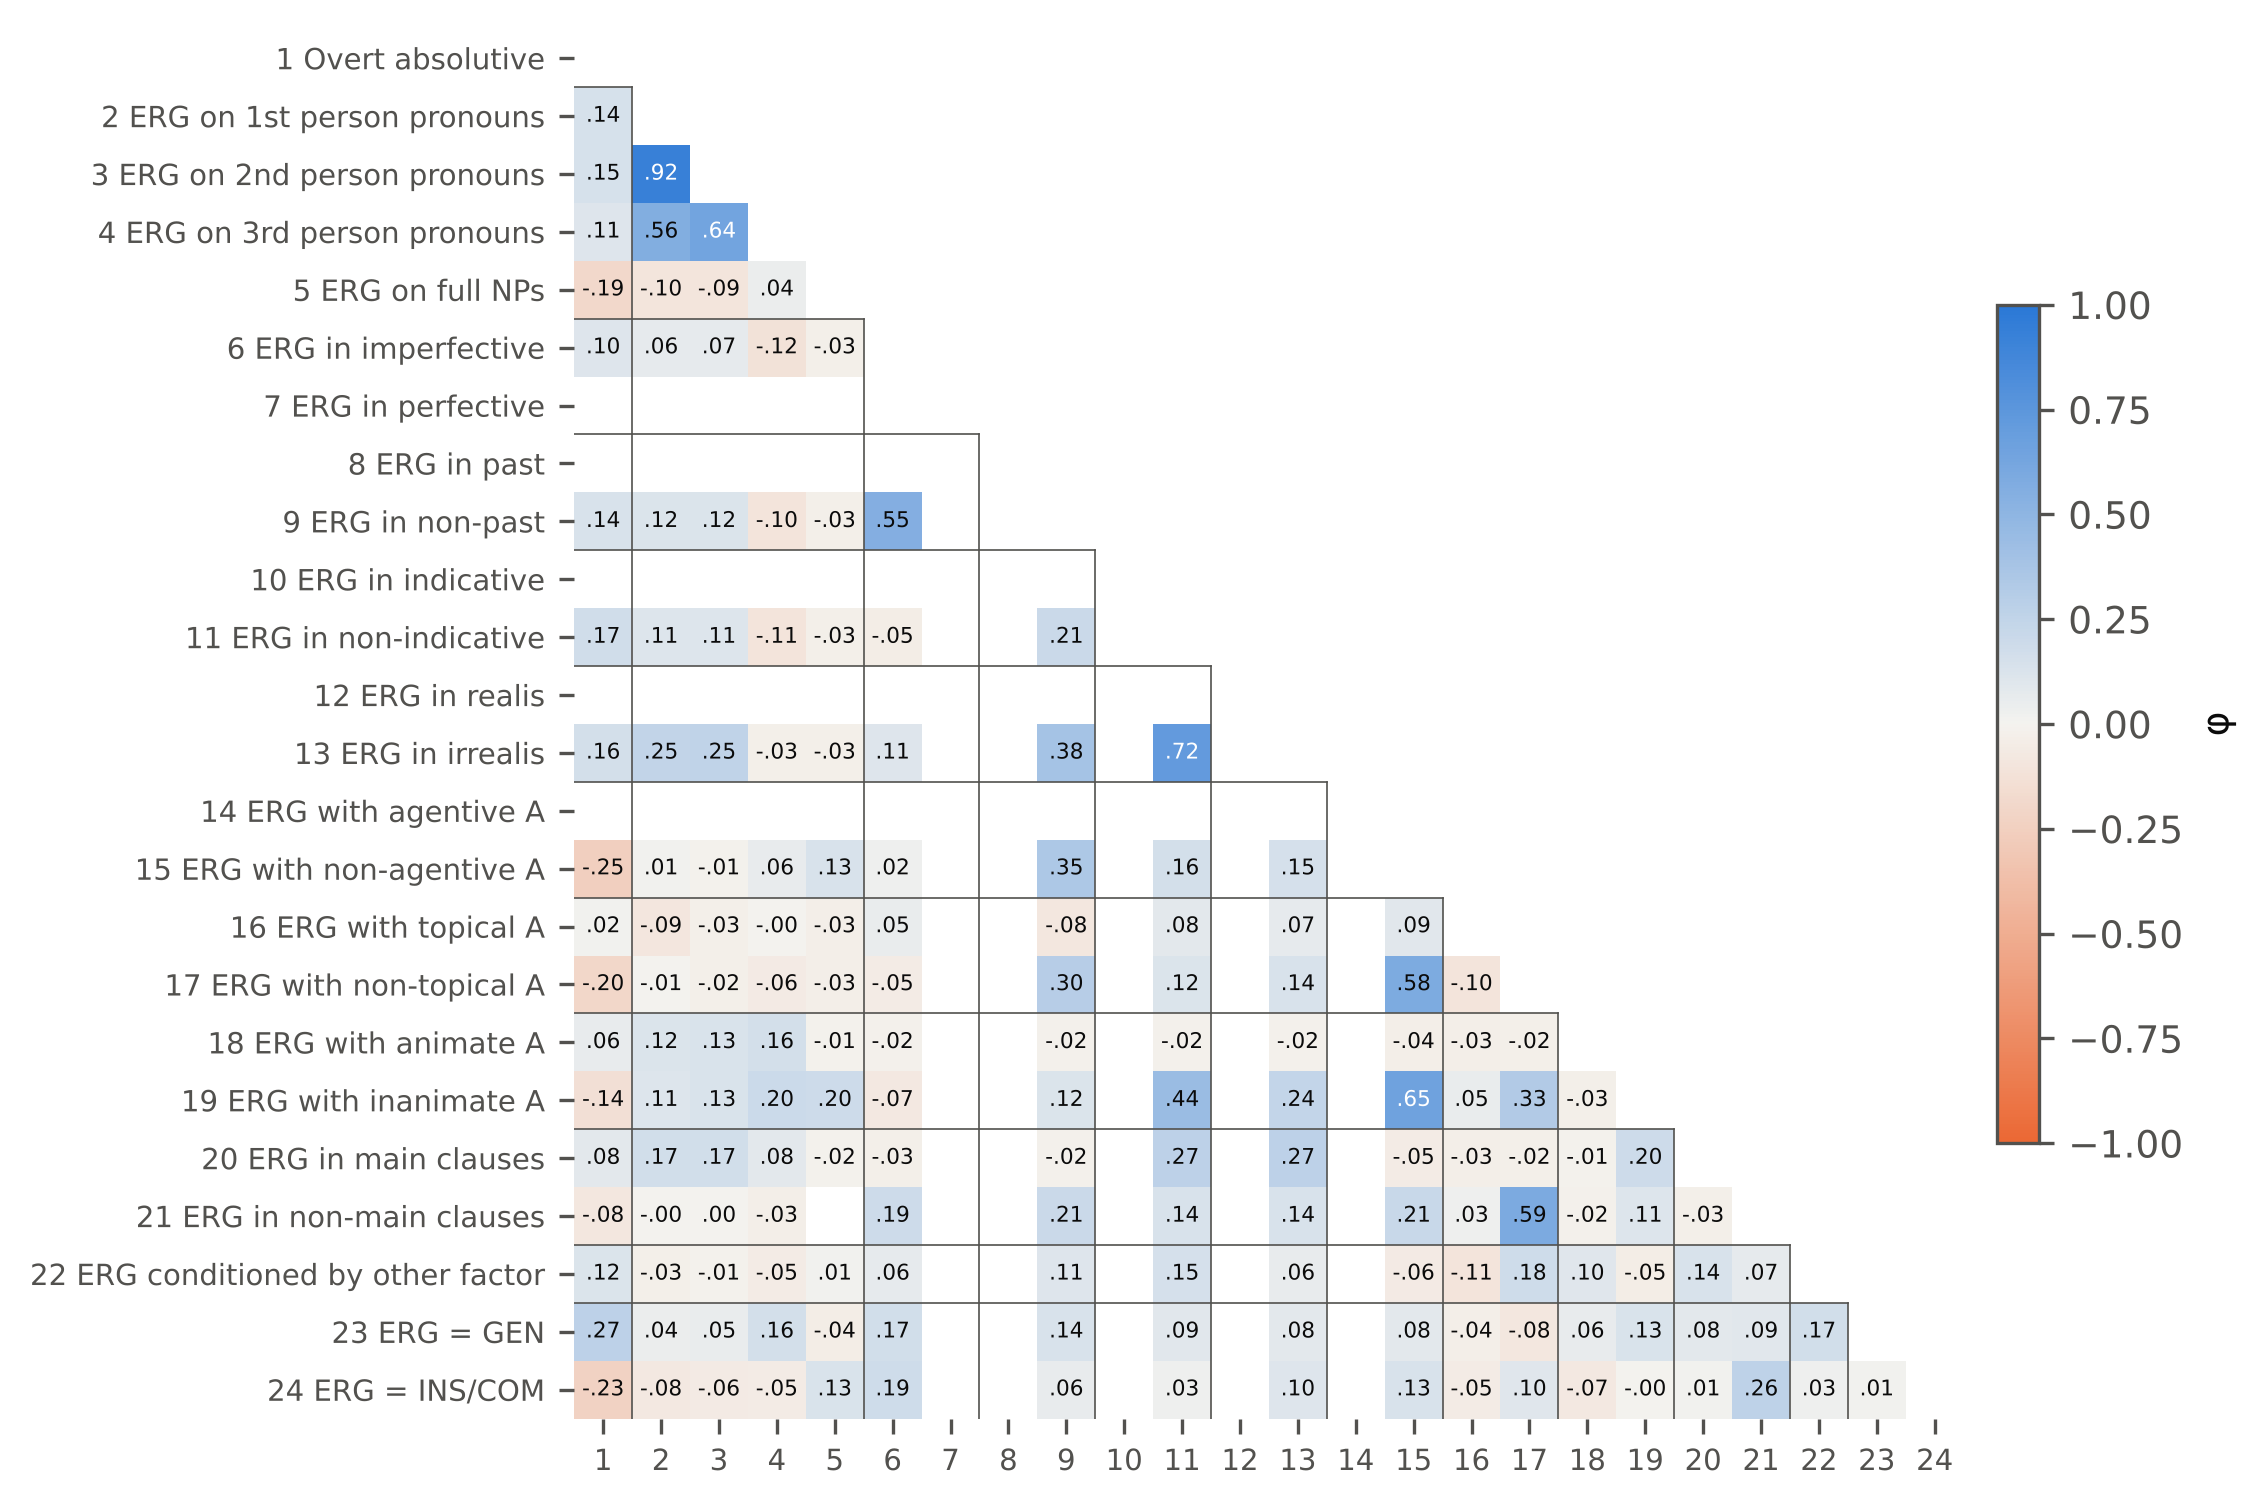 1 Overt absolutive
2 ERG on 1st person pronouns .14
3 ERG on 2nd person pronouns .15 .92
4 ERG on 3rd person pronouns .11 .56 .64
5 ERG on full NPs -.19 -.10 -.09 .04
6 ERG in imperfective .10 .06 .07 -.12 -.03
7 ERG in perfective
8 ERG in past
9 ERG in non-past .14 .12 .12 -.10 -.03 .55
10 ERG in indicative
11 ERG in non-indicative .17 .11 .11 -.11 -.03 -.05 .21
12 ERG in realis
13 ERG in irrealis .16 .25 .25 -.03 -.03 .11 .38 .72
14 ERG with agentive A
15 ERG with non-agentive A -.25 .01 -.01 .06 .13 .02 .35 .16 .15
16 ERG with topical A .02 -.09 -.03 -.00 -.03 .05 -.08 .08 .07 .09
17 ERG with non-topical A -.20 -.01 -.02 -.06 -.03 -.05 .30 .12 .14 .58 -.10
18 ERG with animate A .06 .12 .13 .16 -.01 -.02 -.02 -.02 -.02 -.04 -.03 -.02
19 ERG with inanimate A -.14 .11 .13 .20 .20 -.07 .12 .44 .24 .65 .05 .33 -.03
20 ERG in main clauses .08 .17 .17 .08 -.02 -.03 -.02 .27 .27 -.05 -.03 -.02 -.01 .20
21 ERG in non-main clauses -.08 -.00 .00 -.03 .19 .21 .14 .14 .21 .03 .59 -.02 .11 -.03
22 ERG conditioned by other factor .12 -.03 -.01 -.05 .01 .06 .11 .15 .06 -.06 -.11 .18 .10 -.05 .14 .07
23 ERG = GEN .27 .04 .05 .16 -.04 .17 .14 .09 .08 .08 -.04 -.08 .06 .13 .08 .09 .17
24 ERG = INS/COM -.23 -.08 -.06 -.05 .13 .19 .06 .03 .10 .13 -.05 .10 -.07 -.00 .01 .26 .03 .01
1 2 3 4 5 6 7 8 9 10 11 12 13 14 15 16 17 18 19 20 21 22 23 24
1.00
0.75
0.50
0.25
0.00
−0.25
−0.50
−0.75
−1.00
φ